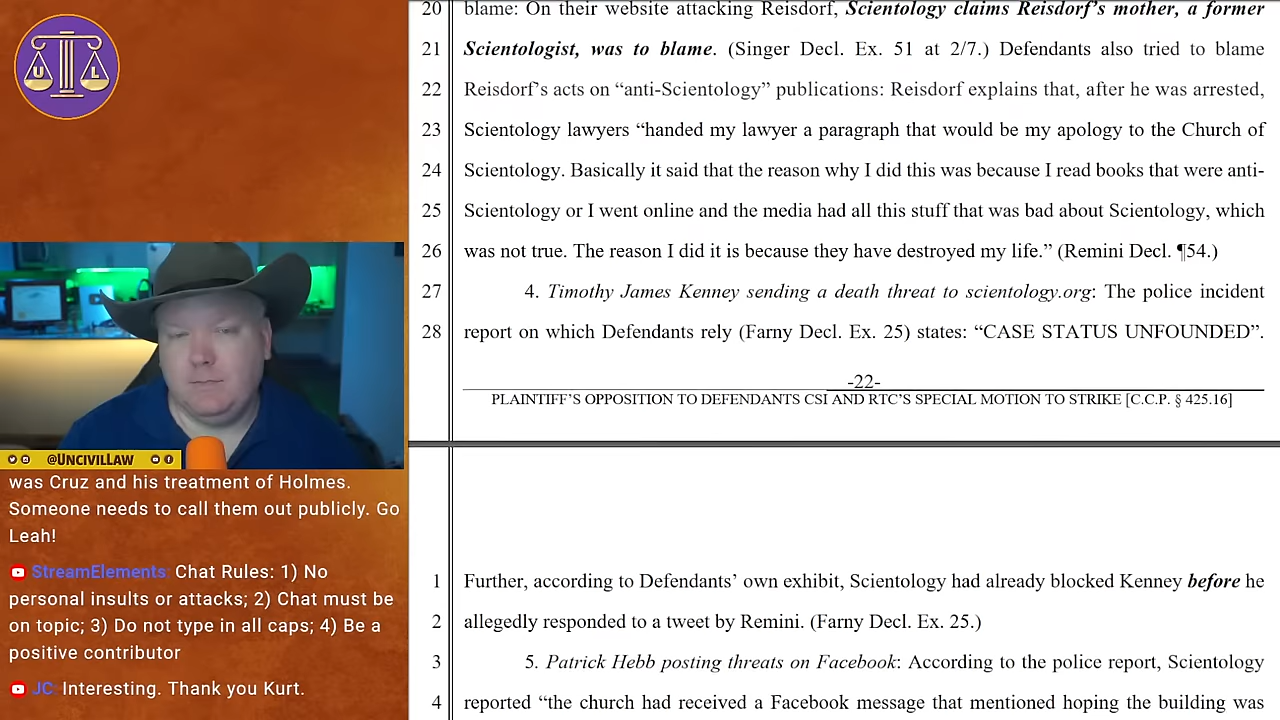 U L
@UNCIVILLAW
was Cruz and his treatment of Holmes.
Someone needs to call them out publicly. Go
Leah!
StreamElements: Chat Rules: 1) No
personal insults or attacks; 2) Chat must be
on topic; 3) Do not type in all caps; 4) Be a
positive contributor
JC: Interesting. Thank you Kurt.
20 blame: On their website attacking Reisdorf, Scientology claims Reisdorf's mother, a former
21 Scientologist, was to blame. (Singer Decl. Ex. 51 at 2/7.) Defendants also tried to blame
22 Reisdorf's acts on “anti-Scientology” publications: Reisdorf explains that, after he was arrested,
23 Scientology lawyers “handed my lawyer a paragraph that would be my apology to the Church of
24 Scientology. Basically it said that the reason why I did this was because I read books that were anti-
25 Scientology or I went online and the media had all this stuff that was bad about Scientology, which
26 was not true. The reason I did it is because they have destroyed my life.” (Remini Decl. ¶54.)
27 4. Timothy James Kenney sending a death threat to scientology.org: The police incident
28 report on which Defendants rely (Farny Decl. Ex. 25) states: “CASE STATUS UNFOUNDED”.
-22-
PLAINTIFF'S OPPOSITION TO DEFENDANTS CSI AND RTC'S SPECIAL MOTION TO STRIKE [C.C.P. § 425.16]
1 Further, according to Defendants' own exhibit, Scientology had already blocked Kenney before he
2 allegedly responded to a tweet by Remini. (Farny Decl. Ex. 25.)
3 5. Patrick Hebb posting threats on Facebook: According to the police report, Scientology
4 reported “the church had received a Facebook message that mentioned hoping the building was